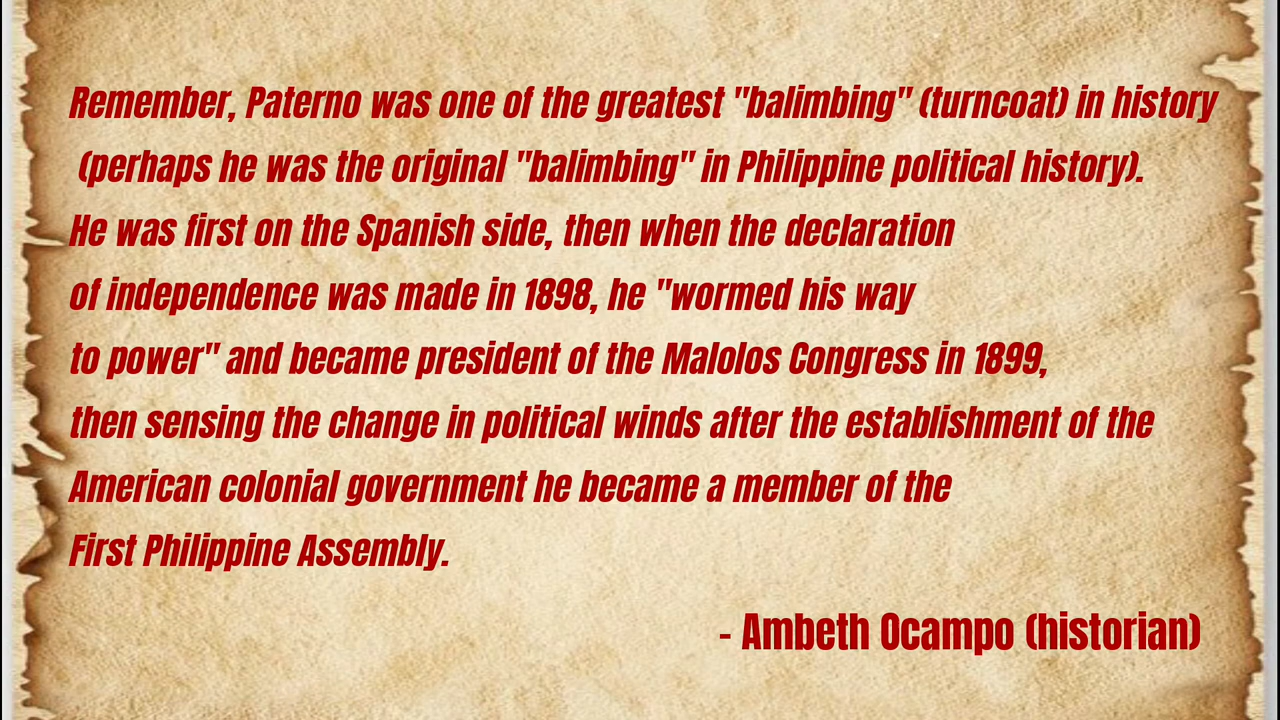 Remember, Paterno was one of the greatest "balimbing" (turncoat) in history
(perhaps he was the original "balimbing" in Philippine political history).
He was first on the Spanish side, then when the declaration
of independence was made in 1898, he "wormed his way
to power" and became president of the Malolos Congress in 1899,
then sensing the change in political winds after the establishment of the
American colonial government he became a member of the
First Philippine Assembly.
- Ambeth Ocampo (historian)